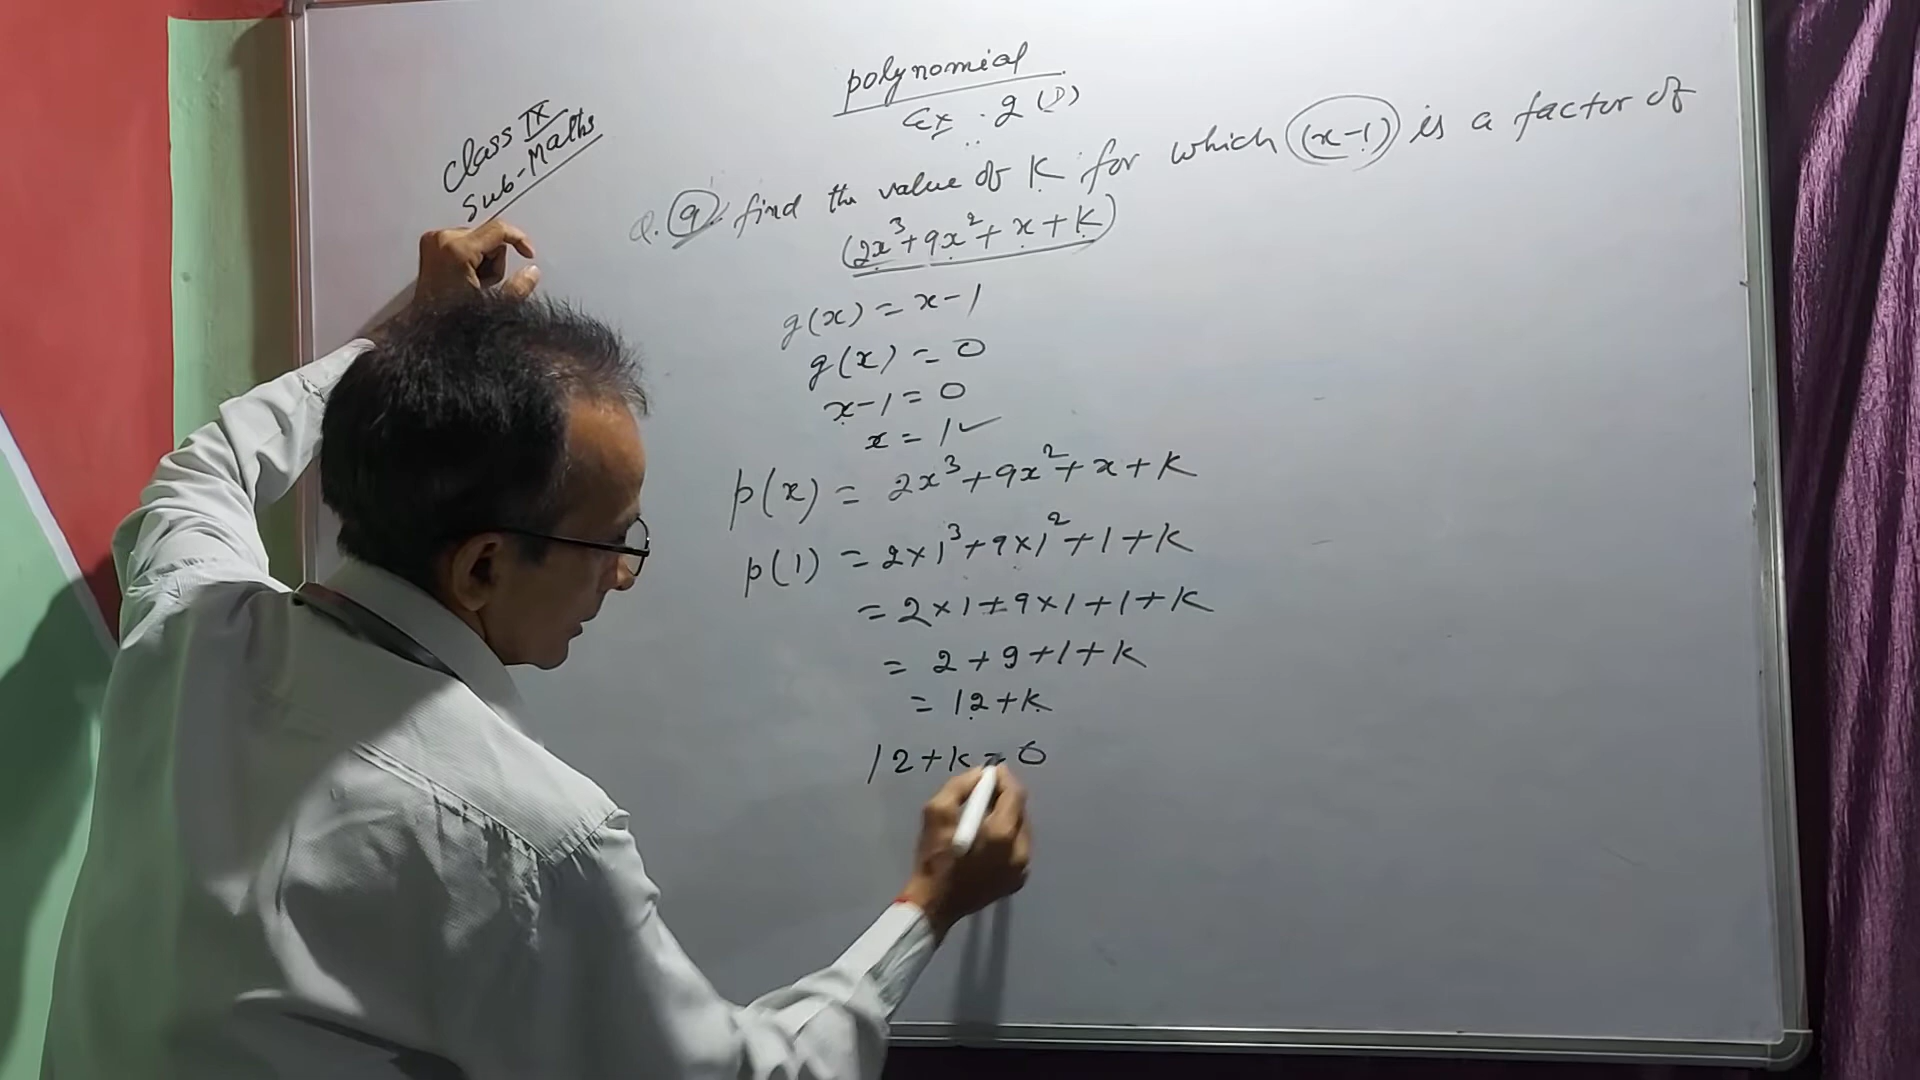 polynomial
Ex. 2(D)
Class IX
Sub-Maths
Q. 9. find the value of K for which (x-1) is a factor of
(2x³+9x²+x+k)
g(x) = x-1
g(x) = 0
x-1 = 0
x = 1 ✓
p(x) = 2x³+9x²+x+k
p(1) = 2×1³+9×1²+1+k
= 2×1+9×1+1+k
= 2+9+1+k
= 12+k
12+k=0